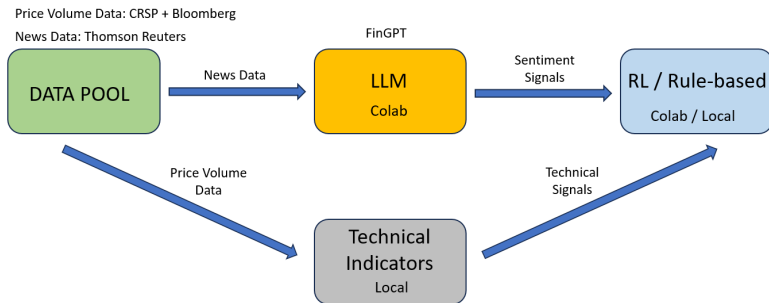 Price Volume Data: CRSP + Bloomberg
News Data: Thomson Reuters
FinGPT
DATA POOL
News Data
LLM
Colab
Sentiment
Signals
RL / Rule-based
Colab / Local
Price Volume
Data
Technical
Signals
Technical
Indicators
Local